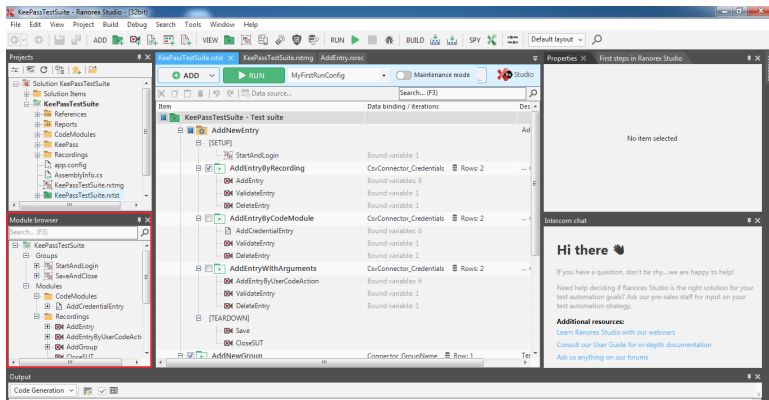 KeePassTestSuite - Ranorex Studio - (32bit)
File Edit View Project Build Debug Search Tools Window Help
ADD VIEW RUN BUILD SPY Default layout
Projects
Solution KeePassTestSuite
Solution Items
KeePassTestSuite
References
Reports
CodeModules
KeePass
Recordings
app.config
AssemblyInfo.cs
KeePassTestSuite.rxtmg
KeePassTestSuite.rxtst
Module browser
Search... (F3)
KeePassTestSuite
Groups
StartAndLogin
SaveAndClose
Modules
CodeModules
AddCredentialEntry
Recordings
AddEntry
AddEntryByUserCodeActi
AddGroup
CloseSUT
KeePassTestSuite.rxtst KeePassTestSuite.rxtmg AddEntry.rxrec
ADD RUN MyFirstRunConfig Maintenance mode ... Studio
Data source... Search... (F3)
Item Data binding / iterations Des
KeePassTestSuite - Test suite
AddNewEntry Ad
[SETUP]
StartAndLogin Bound variable: 1
AddEntryByRecording CsvConnector_Credentials Rows: 2 ...
AddEntry Bound variables: 6
ValidateEntry Bound variable: 1
DeleteEntry Bound variable: 1
AddEntryByCodeModule CsvConnector_Credentials Rows: 2 ...
AddCredentialEntry Bound variables: 6
ValidateEntry Bound variable: 1
DeleteEntry Bound variable: 1
AddEntryWithArguments CsvConnector_Credentials Rows: 2 ...
AddEntryByUserCodeAction Bound variables: 6
ValidateEntry Bound variable: 1
DeleteEntry Bound variable: 1
[TEARDOWN]
Save
CloseSUT
AddNewGroup Connector_GroupName Row: 1 Tes
Properties First steps in Ranorex Studio
No item selected
Intercom chat
Hi there 👋
If you have a question, don't be shy....we are happy to help!
Need help deciding if Ranorex Studio is the right solution for your
test automation goals? Ask our pre-sales staff for input on your
test automation strategy.
Additional resources:
Learn Ranorex Studio with our webinars
Consult our User Guide for in-depth documentation
Ask us anything on our forums
Output
Code Generation